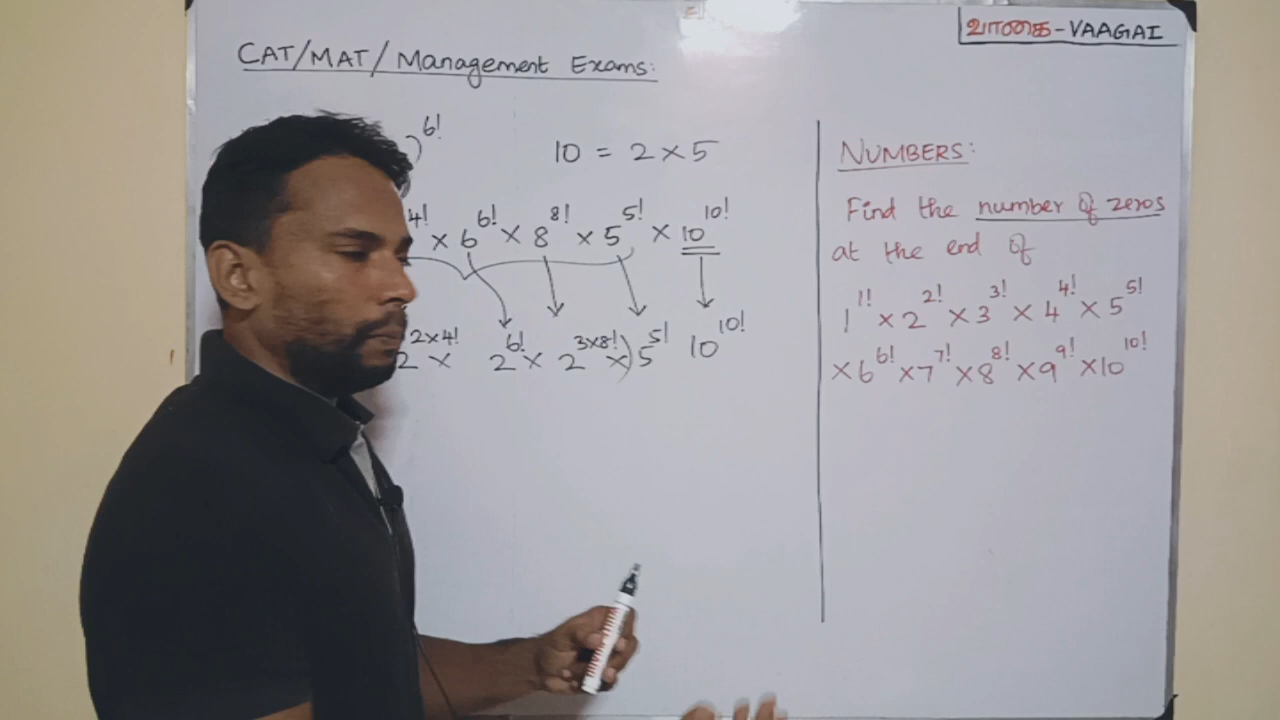 வாகை-VAAGAI
CAT/MAT/Management Exams:
)^6!
10 = 2 × 5
4! × 6^6! × 8^8! × 5^5! × 10^10!
2^2×4! × 2^6! × 2^3×8! ×) 5^5! 10^10!
NUMBERS:
Find the number of zeros
at the end of
1^1! × 2^2! × 3^3! × 4^4! × 5^5!
× 6^6! × 7^7! × 8^8! × 9^9! × 10^10!